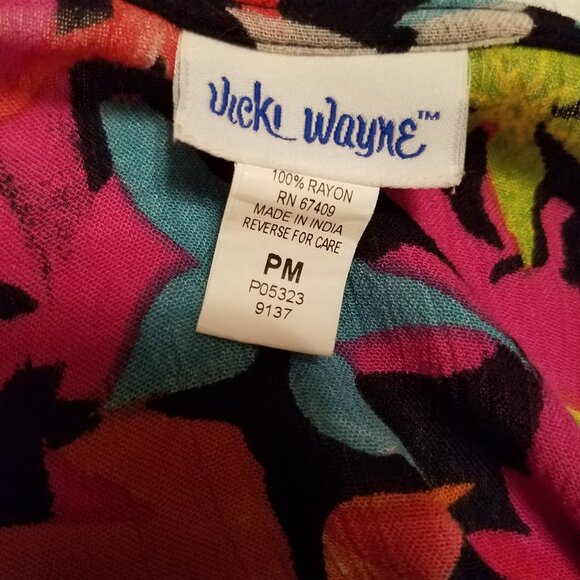 Vicki Wayne™
100% RAYON
RN 67409
MADE IN INDIA
REVERSE FOR CARE
PM
P05323
9137